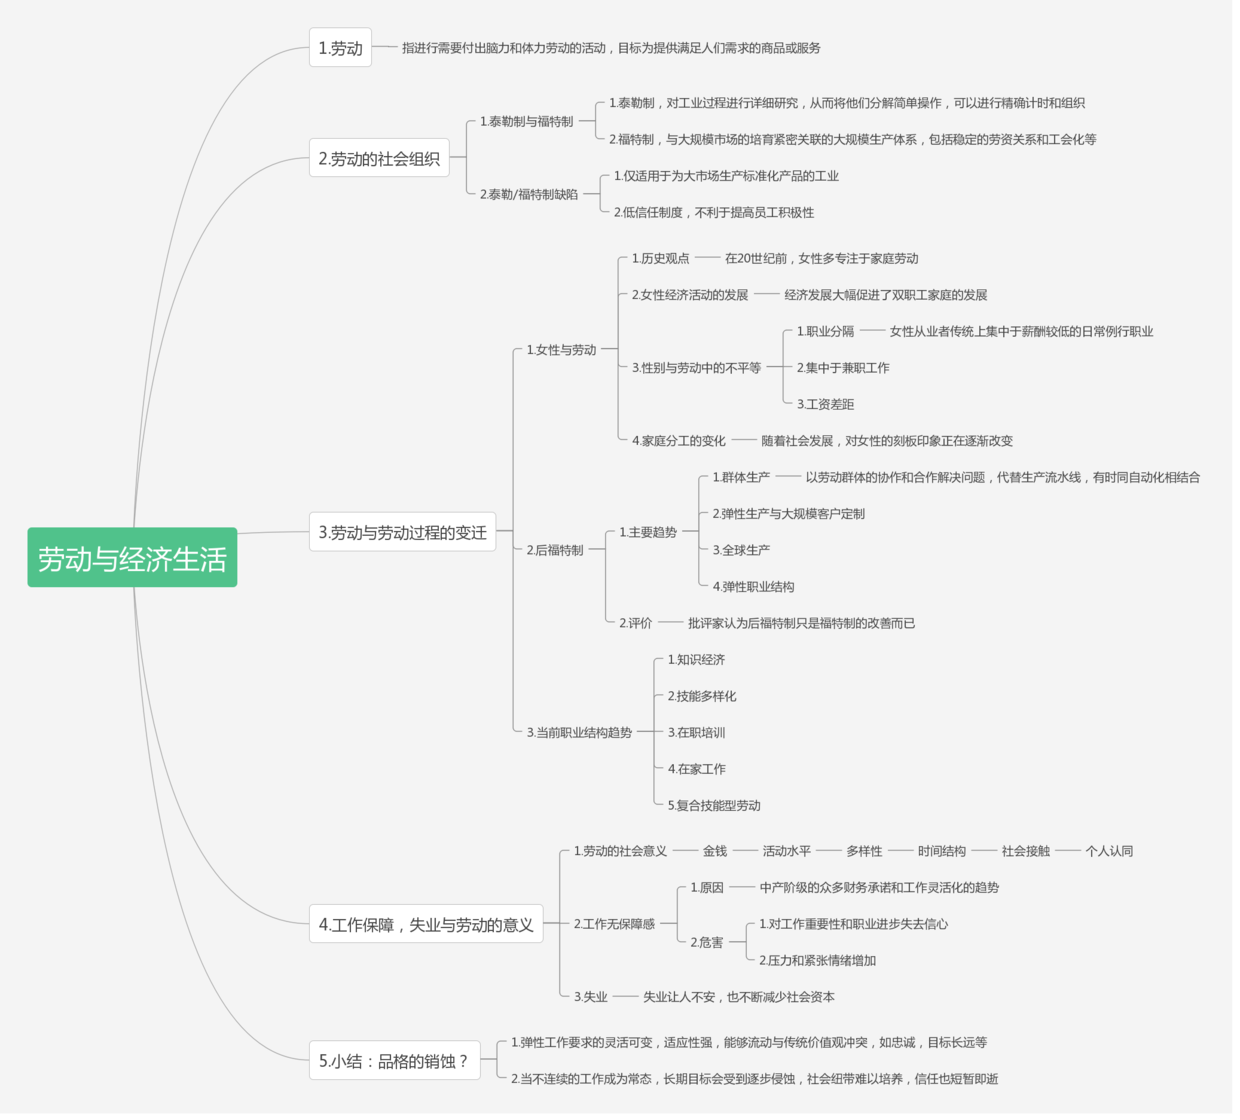 劳动与经济生活
1.劳动
指进行需要付出脑力和体力劳动的活动，目标为提供满足人们需求的商品或服务
2.劳动的社会组织
1.泰勒制与福特制
1.泰勒制，对工业过程进行详细研究，从而将他们分解简单操作，可以进行精确计时和组织
2.福特制，与大规模市场的培育紧密关联的大规模生产体系，包括稳定的劳资关系和工会化等
2.泰勒/福特制缺陷
1.仅适用于为大市场生产标准化产品的工业
2.低信任制度，不利于提高员工积极性
3.劳动与劳动过程的变迁
1.女性与劳动
1.历史观点
在20世纪前，女性多专注于家庭劳动
2.女性经济活动的发展
经济发展大幅促进了双职工家庭的发展
3.性别与劳动中的不平等
1.职业分隔
女性从业者传统上集中于薪酬较低的日常例行职业
2.集中于兼职工作
3.工资差距
4.家庭分工的变化
随着社会发展，对女性的刻板印象正在逐渐改变
2.后福特制
1.主要趋势
1.群体生产
以劳动群体的协作和合作解决问题，代替生产流水线，有时同自动化相结合
2.弹性生产与大规模客户定制
3.全球生产
4.弹性职业结构
2.评价
批评家认为后福特制只是福特制的改善而已
3.当前职业结构趋势
1.知识经济
2.技能多样化
3.在职培训
4.在家工作
5.复合技能型劳动
4.工作保障，失业与劳动的意义
1.劳动的社会意义
金钱
活动水平
多样性
时间结构
社会接触
个人认同
2.工作无保障感
1.原因
中产阶级的众多财务承诺和工作灵活化的趋势
2.危害
1.对工作重要性和职业进步失去信心
2.压力和紧张情绪增加
3.失业
失业让人不安，也不断减少社会资本
5.小结：品格的销蚀？
1.弹性工作要求的灵活可变，适应性强，能够流动与传统价值观冲突，如忠诚，目标长远等
2.当不连续的工作成为常态，长期目标会受到逐步侵蚀，社会纽带难以培养，信任也短暂即逝